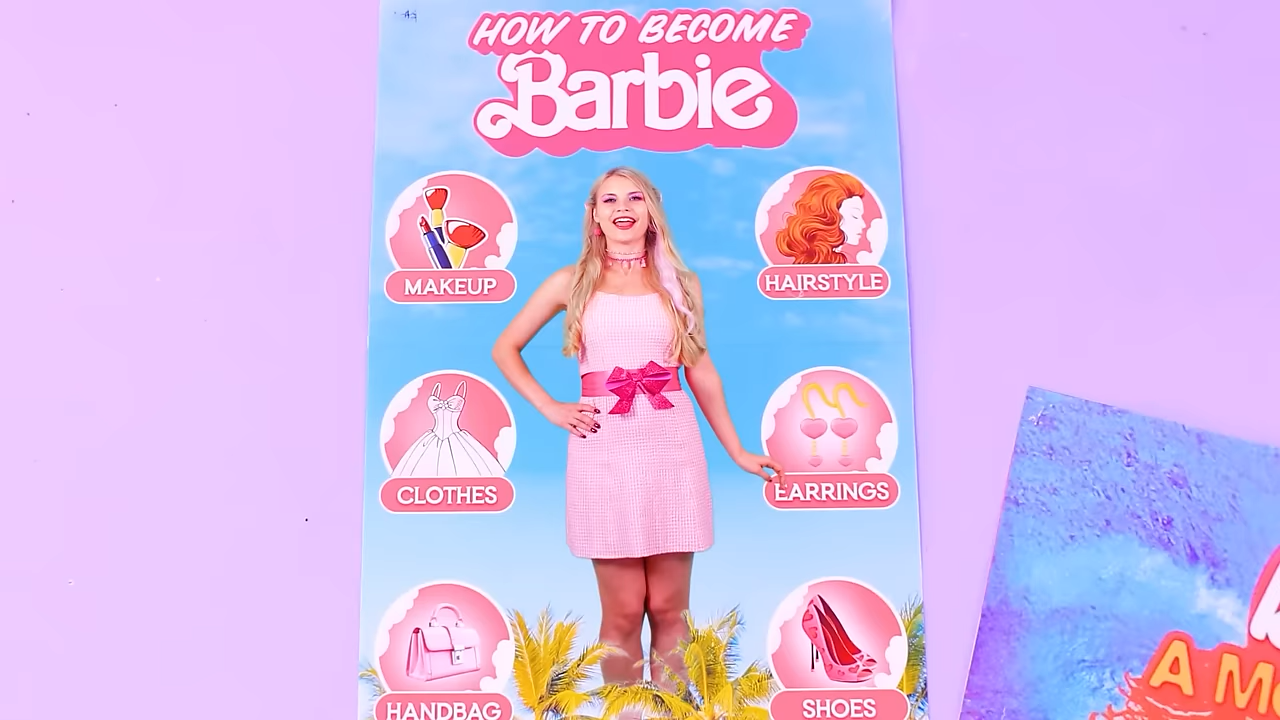 HOW TO BECOME
Barbie
MAKEUP
HAIRSTYLE
CLOTHES
EARRINGS
HANDBAG
SHOES
A